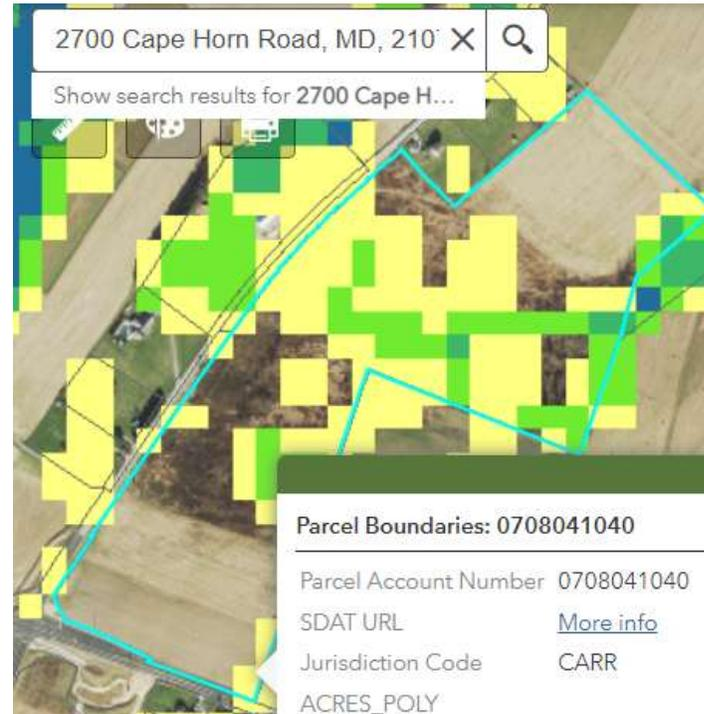 2700 Cape Horn Road, MD, 210
Show search results for 2700 Cape H...
Parcel Boundaries: 0708041040
Parcel Account Number 0708041040
SDAT URL More info
Jurisdiction Code CARR
ACRES_POLY